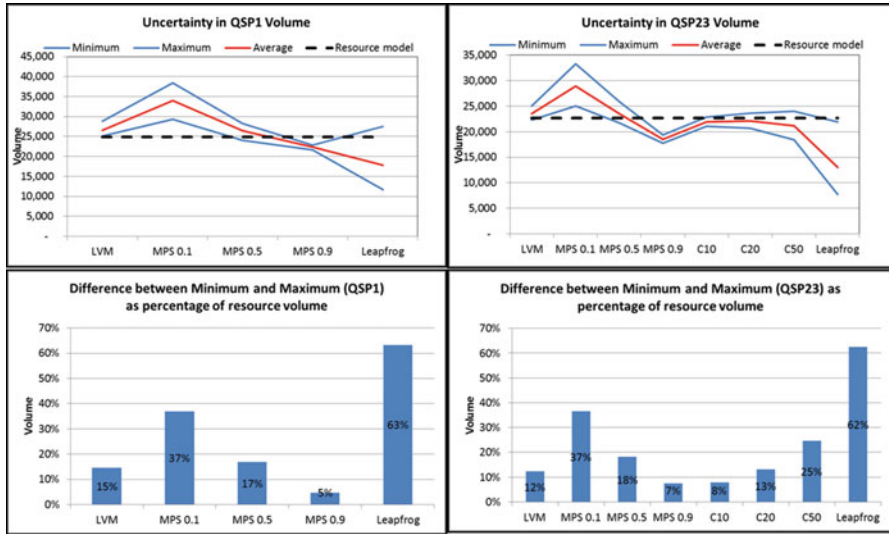 Uncertainty in QSP1 Volume
Minimum Maximum Average Resource model
45,000
40,000
35,000
30,000
25,000
20,000
15,000
10,000
5,000
-
Volume
LVM MPS 0.1 MPS 0.5 MPS 0.9 Leapfrog
Uncertainty in QSP23 Volume
Minimum Maximum Average Resource model
35,000
30,000
25,000
20,000
15,000
10,000
5,000
-
Volume
LVM MPS 0.1 MPS 0.5 MPS 0.9 C10 C20 C50 Leapfrog
Difference between Minimum and Maximum (QSP1)
as percentage of resource volume
70%
60%
50%
40%
30%
20%
10%
0%
Volume
15% 37% 17% 5% 63%
LVM MPS 0.1 MPS 0.5 MPS 0.9 Leapfrog
Difference between Minimum and Maximum (QSP23) as
percentage of resource volume
70%
60%
50%
40%
30%
20%
10%
0%
Volume
12% 37% 18% 7% 8% 13% 25% 62%
LVM MPS 0.1 MPS 0.5 MPS 0.9 C10 C20 C50 Leapfrog